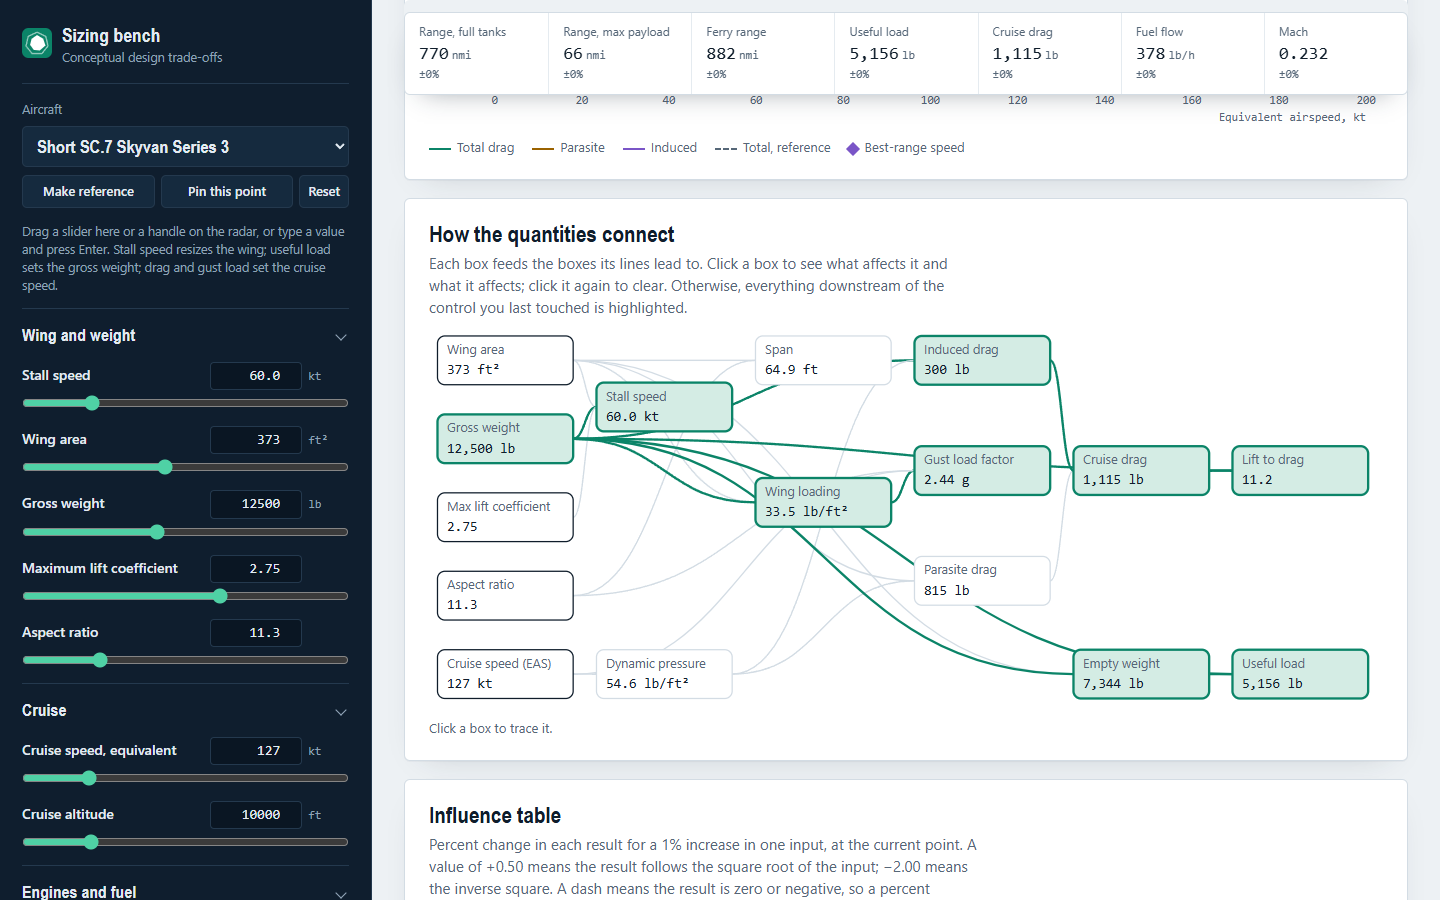 Sizing bench
Conceptual design trade-offs
Aircraft
Short SC.7 Skyvan Series 3
Make reference
Pin this point
Reset
Drag a slider here or a handle on the radar, or type a value
and press Enter. Stall speed resizes the wing; useful load
sets the gross weight; drag and gust load set the cruise
speed.
Wing and weight
Stall speed 60.0 kt
Wing area 373 ft²
Gross weight 12500 lb
Maximum lift coefficient 2.75
Aspect ratio 11.3
Cruise
Cruise speed, equivalent 127 kt
Cruise altitude 10000 ft
Engines and fuel
Range, full tanks
770 nmi
±0%
Range, max payload
66 nmi
±0%
Ferry range
882 nmi
±0%
Useful load
5,156 lb
±0%
Cruise drag
1,115 lb
±0%
Fuel flow
378 lb/h
±0%
Mach
0.232
±0%
0 20 40 60 80 100 120 140 160 180 200
Equivalent airspeed, kt
Total drag Parasite Induced Total, reference Best-range speed
How the quantities connect
Each box feeds the boxes its lines lead to. Click a box to see what affects it and
what it affects; click it again to clear. Otherwise, everything downstream of the
control you last touched is highlighted.
Wing area
373 ft²
Gross weight
12,500 lb
Max lift coefficient
2.75
Aspect ratio
11.3
Cruise speed (EAS)
127 kt
Stall speed
60.0 kt
Dynamic pressure
54.6 lb/ft²
Span
64.9 ft
Wing loading
33.5 lb/ft²
Induced drag
300 lb
Gust load factor
2.44 g
Parasite drag
815 lb
Cruise drag
1,115 lb
Empty weight
7,344 lb
Lift to drag
11.2
Useful load
5,156 lb
Click a box to trace it.
Influence table
Percent change in each result for a 1% increase in one input, at the current point. A
value of +0.50 means the result follows the square root of the input; −2.00 means
the inverse square. A dash means the result is zero or negative, so a percent